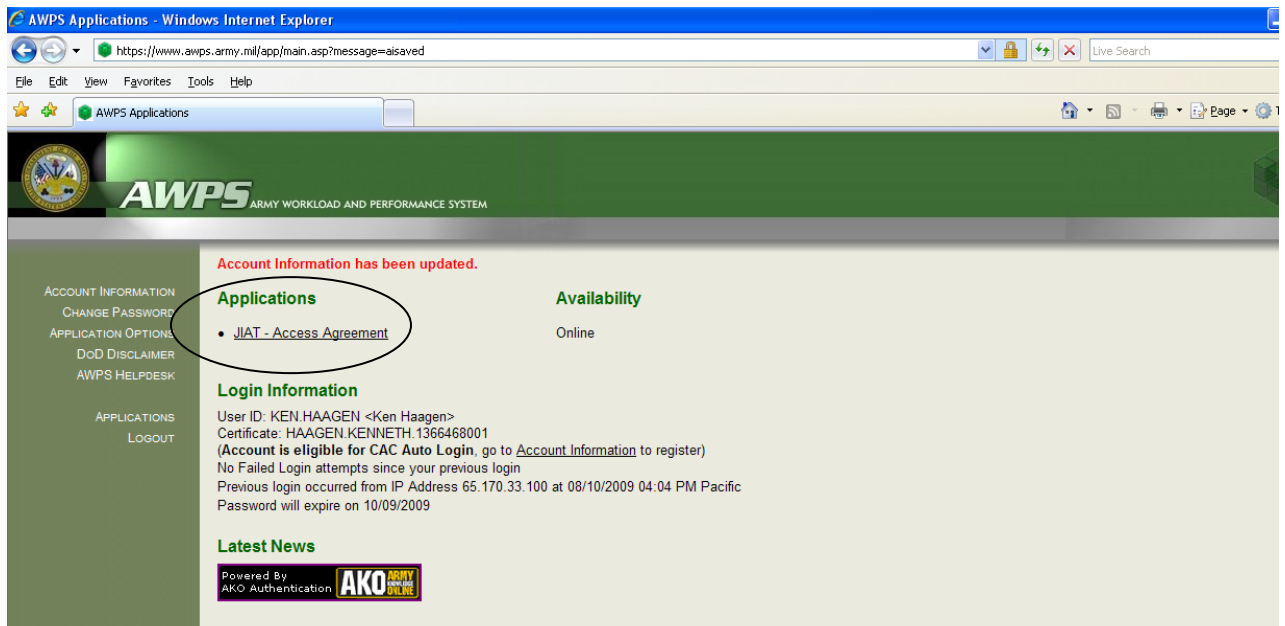 AWPS Applications - Windows Internet Explorer
https://www.awps.army.mil/app/main.asp?message=aisaved
Live Search
File Edit View Favorites Tools Help
AWPS Applications
Page
AWPS ARMY WORKLOAD AND PERFORMANCE SYSTEM
Account Information has been updated.
ACCOUNT INFORMATION
CHANGE PASSWORD
APPLICATION OPTIONS
DOD DISCLAIMER
AWPS HELPDESK
APPLICATIONS
LOGOUT
Applications Availability
• JIAT - Access Agreement Online
Login Information
User ID: KEN.HAAGEN <Ken Haagen>
Certificate: HAAGEN.KENNETH.1366468001
(Account is eligible for CAC Auto Login, go to Account Information to register)
No Failed Login attempts since your previous login
Previous login occurred from IP Address 65.170.33.100 at 08/10/2009 04:04 PM Pacific
Password will expire on 10/09/2009
Latest News
Powered By
AKO Authentication
AKO ARMY KNOWLEDGE ONLINE